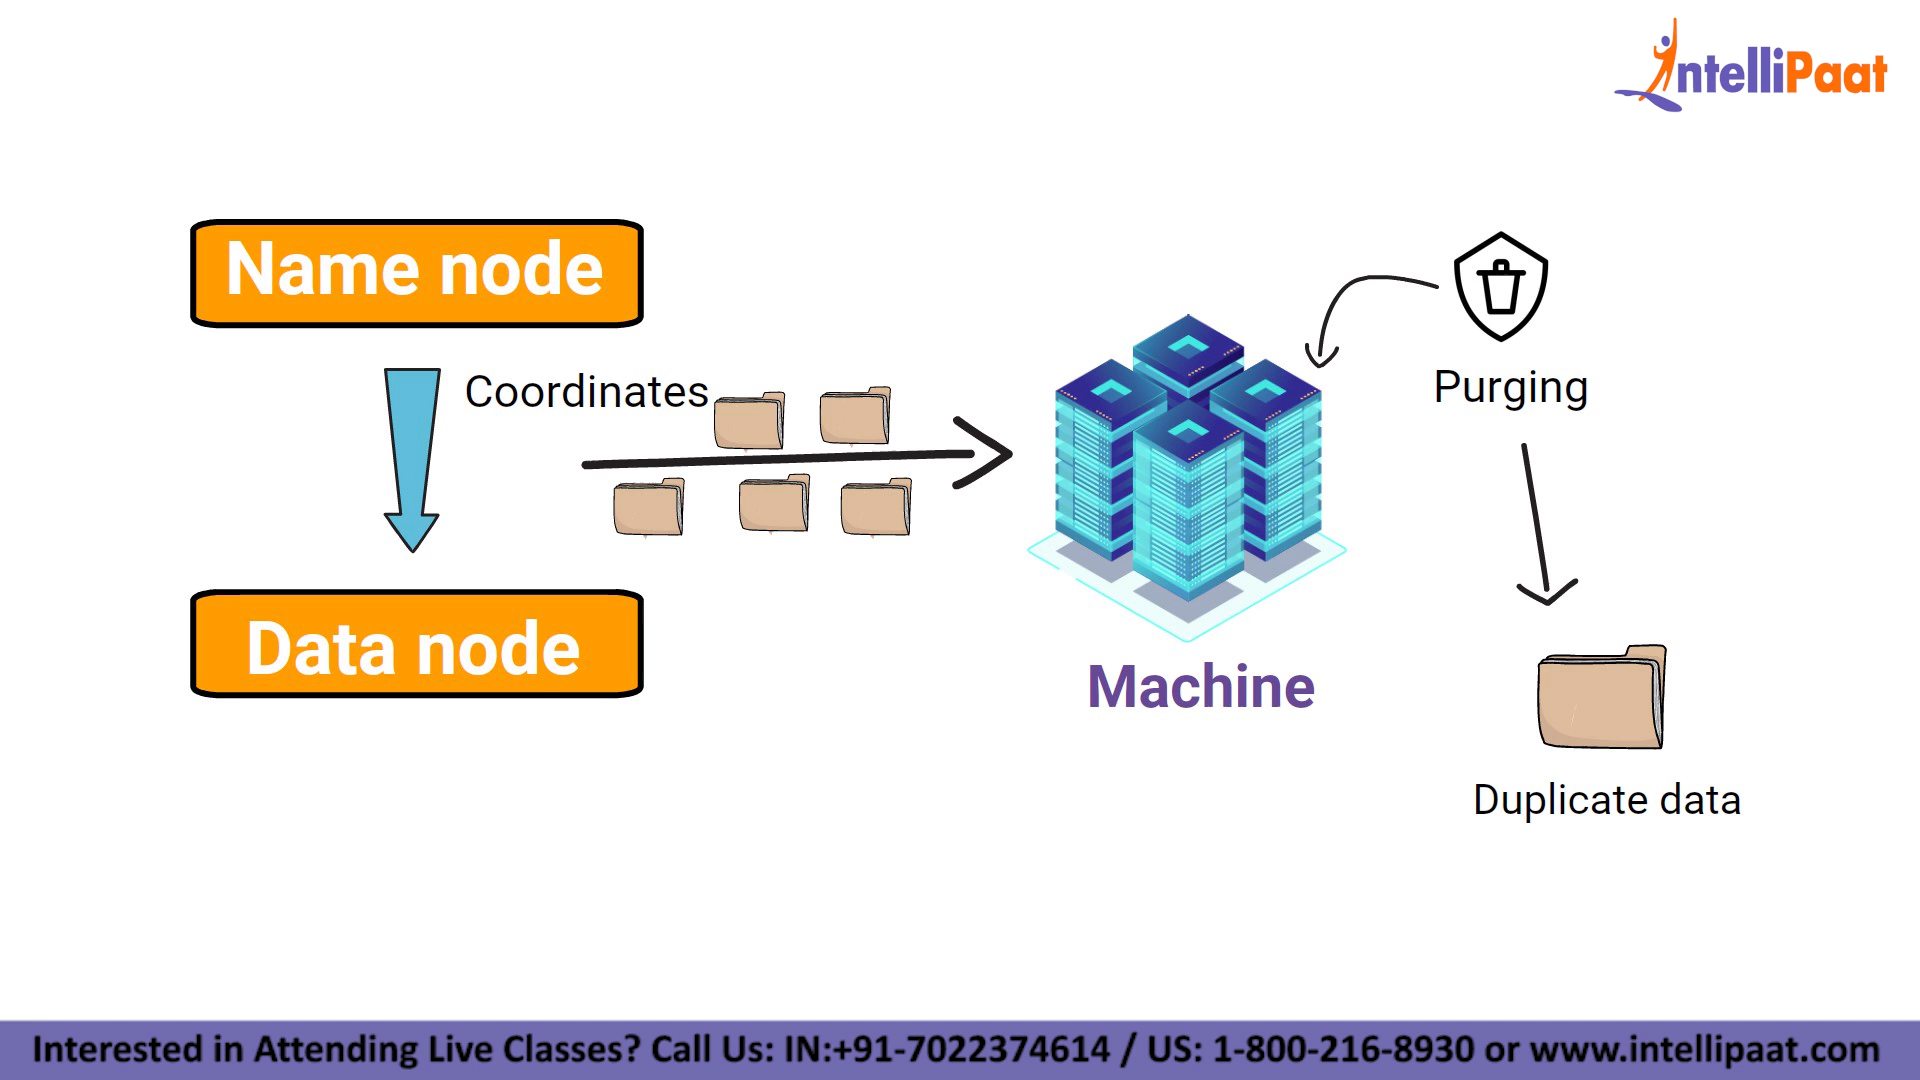 IntelliPaat
Name node
Coordinates
Purging
Data node
Machine
Duplicate data
Interested in Attending Live Classes? Call Us: IN:+91-7022374614 / US: 1-800-216-8930 or www.intellipaat.com